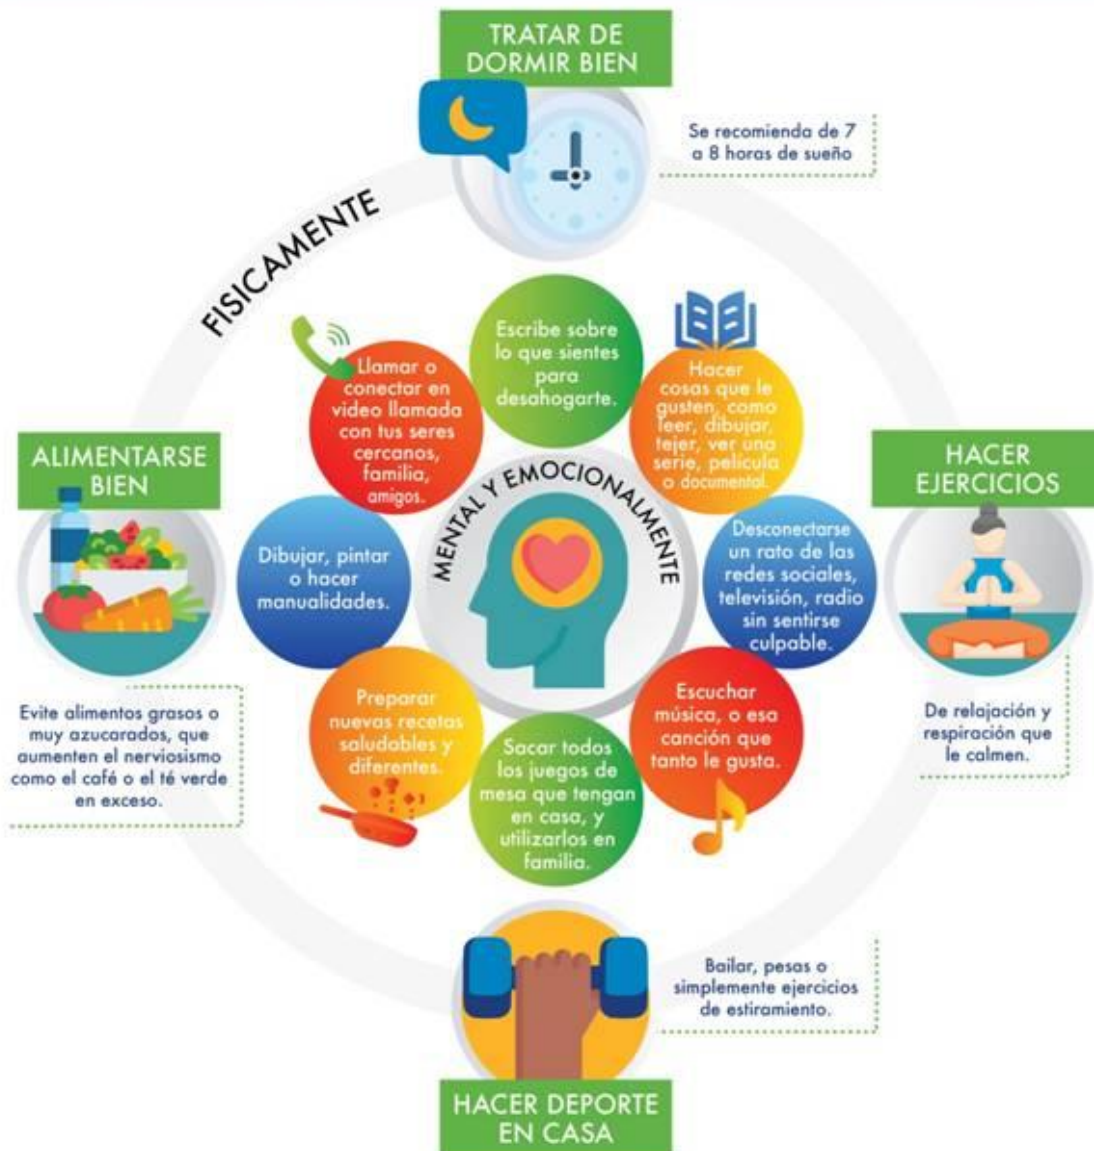 TRATAR DE
DORMIR BIEN
Se recomienda de 7
a 8 horas de sueño
FISICAMENTE
Escribe sobre
lo que sientes
para
desahogarte.
Llamar o
conectar en
video llamada
con tus seres
cercanos,
familia,
amigos.
Hacer
cosas que le
gusten, como
leer, dibujar,
tejer, ver una
serie, película
o documental.
ALIMENTARSE
BIEN
HACER
EJERCICIOS
MENTAL Y EMOCIONALMENTE
Dibujar, pintar
o hacer
manualidades.
Desconectarse
un rato de las
redes sociales,
televisión, radio
sin sentirse
culpable.
Evite alimentos grasos o
muy azucarados, que
aumenten el nerviosismo
como el café o el té verde
en exceso.
Preparar
nuevas recetas
saludables y
diferentes.
Escuchar
música, o esa
canción que
tanto le gusta.
De relajación y
respiración que
le calmen.
Sacar todos
los juegos de
mesa que tengan
en casa, y
utilizarlos en
familia.
Bailar, pesas o
simplemente ejercicios
de estiramiento.
HACER DEPORTE
EN CASA